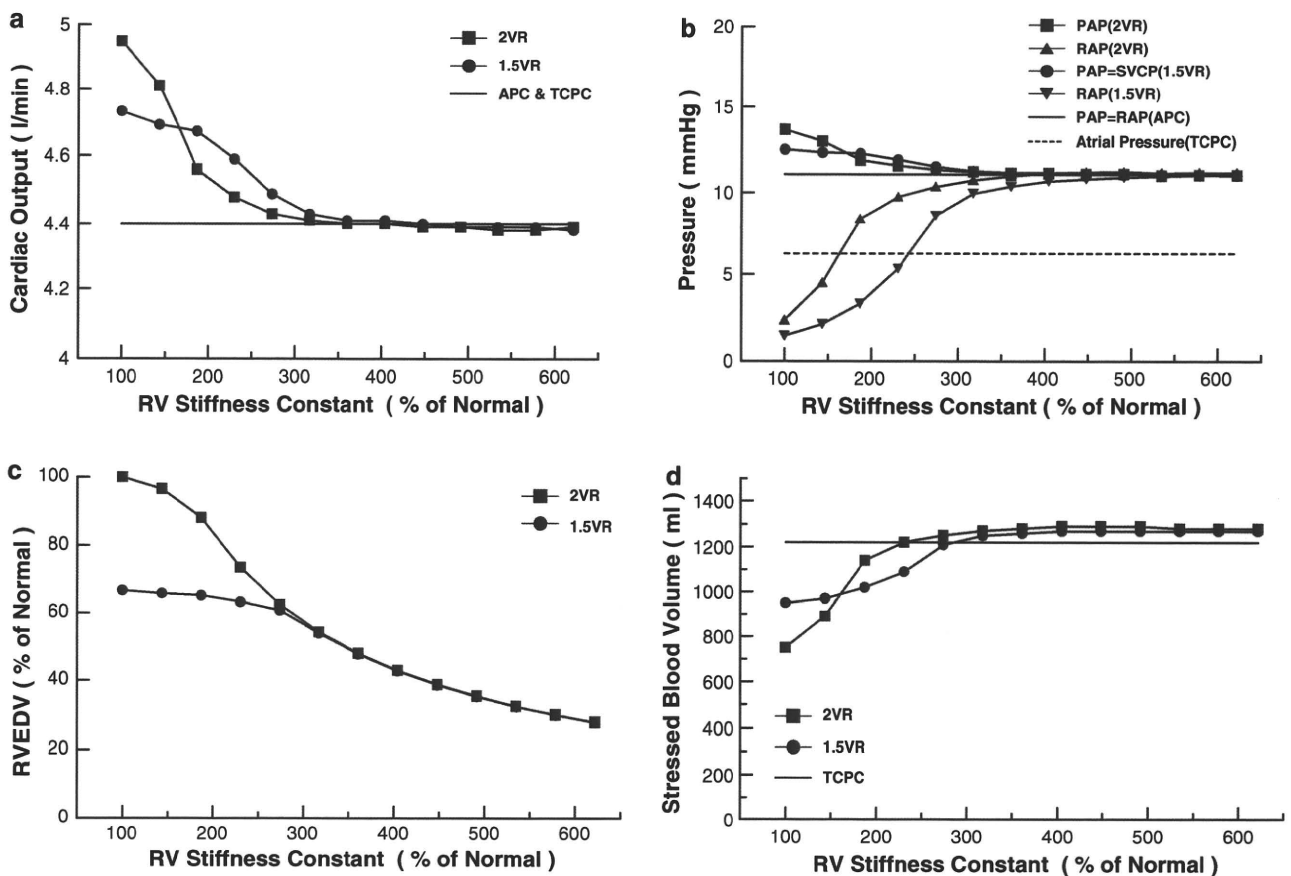 a
5
4.8
4.6
4.4
4.2
4
Cardiac Output ( l/min )
2VR
1.5VR
APC & TCPC
100 200 300 400 500 600
RV Stiffness Constant ( % of Normal )
b
20
15
10
5
0
Pressure ( mmHg )
PAP(2VR)
RAP(2VR)
PAP=SVCP(1.5VR)
RAP(1.5VR)
PAP=RAP(APC)
Atrial Pressure(TCPC)
100 200 300 400 500 600
RV Stiffness Constant ( % of Normal )
c
100
80
60
40
20
0
RVEDV ( % of Normal )
2VR
1.5VR
100 200 300 400 500 600
RV Stiffness Constant ( % of Normal )
d
1400
1200
1000
800
600
400
200
0
Stressed Blood Volume ( ml )
2VR
1.5VR
TCPC
100 200 300 400 500 600
RV Stiffness Constant ( % of Normal )